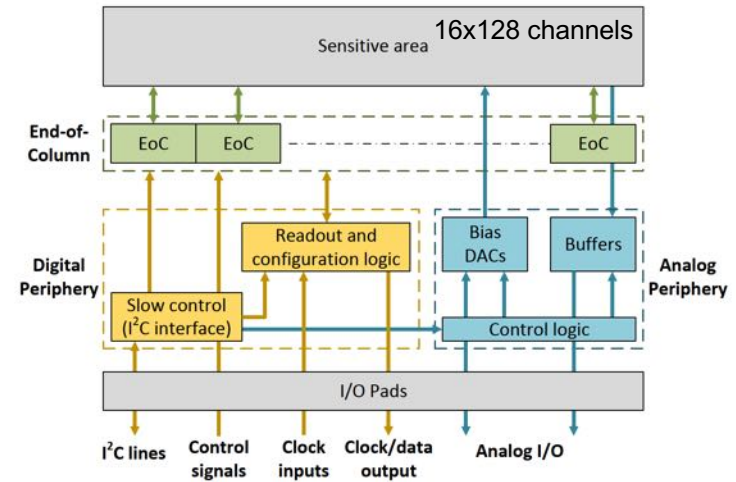 16x128 channels
Sensitive area
End-of-
Column
EoC
EoC
EoC
Digital
Periphery
Readout and
configuration logic
Slow control
(I²C interface)
Bias
DACs
Buffers
Control logic
Analog
Periphery
I/O Pads
I²C lines
Control
signals
Clock
inputs
Clock/data
output
Analog I/O